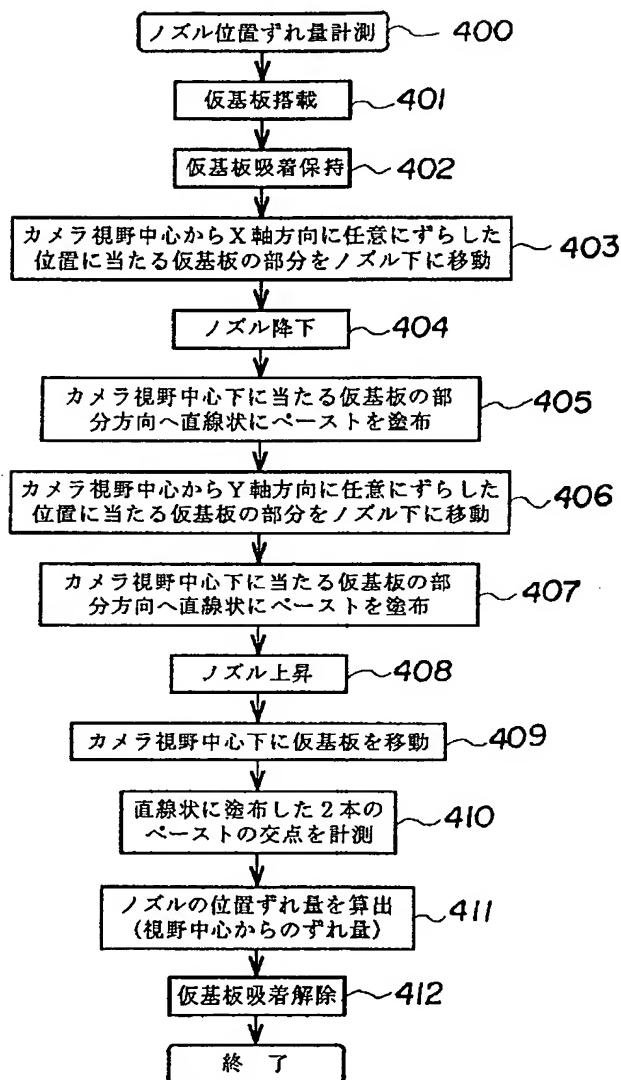 ノズル位置ずれ量計測
400
仮基板搭載
401
仮基板吸着保持
402
カメラ視野中心からX軸方向に任意にずらした
位置に当たる仮基板の部分をノズル下に移動
403
ノズル降下
404
カメラ視野中心下に当たる仮基板の部
分方向へ直線状にペーストを塗布
405
カメラ視野中心からY軸方向に任意にずらした
位置に当たる仮基板の部分をノズル下に移動
406
カメラ視野中心下に当たる仮基板の部
分方向へ直線状にペーストを塗布
407
ノズル上昇
408
カメラ視野中心下に仮基板を移動
409
直線状に塗布した2本の
ペーストの交点を計測
410
ノズルの位置ずれ量を算出
(視野中心からのずれ量)
411
仮基板吸着解除
412
終 了